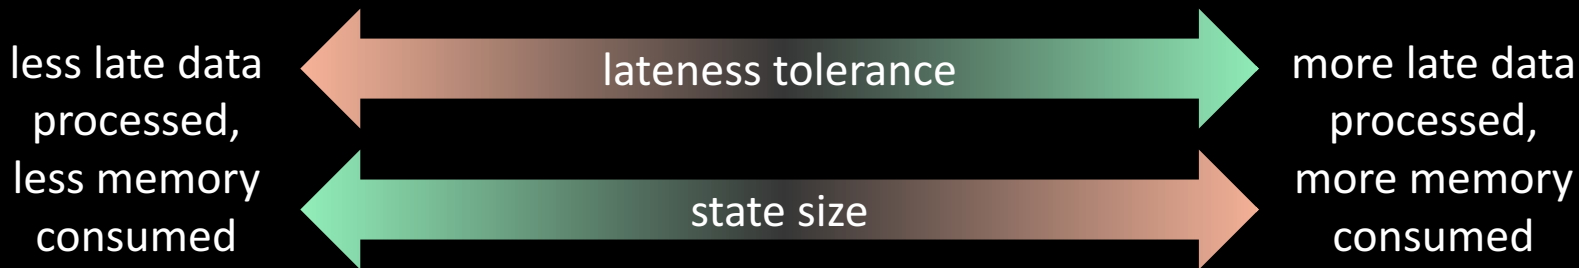 less late data
processed,
less memory
consumed
lateness tolerance
state size
more late data
processed,
more memory
consumed